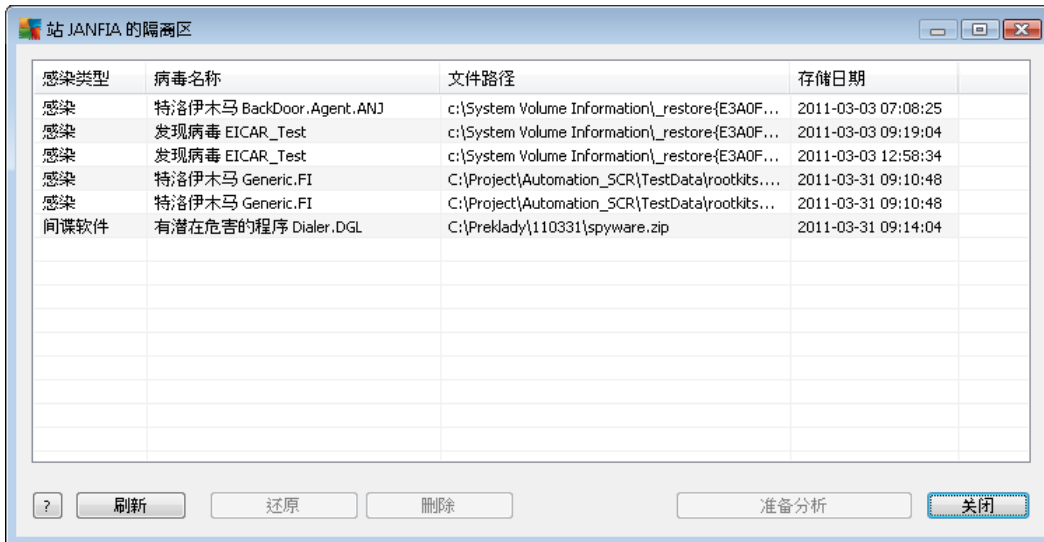 站 JANFIA 的隔离区
感染类型 病毒名称 文件路径 存储日期
感染 特洛伊木马 BackDoor.Agent.ANJ c:\System Volume Information\_restore{E3A0F... 2011-03-03 07:08:25
感染 发现病毒 EICAR_Test c:\System Volume Information\_restore{E3A0F... 2011-03-03 09:19:04
感染 发现病毒 EICAR_Test c:\System Volume Information\_restore{E3A0F... 2011-03-03 12:58:34
感染 特洛伊木马 Generic.FI C:\Project\Automation_SCR\TestData\rootkits.... 2011-03-31 09:10:48
感染 特洛伊木马 Generic.FI C:\Project\Automation_SCR\TestData\rootkits... 2011-03-31 09:10:48
间谍软件 有潜在危害的程序 Dialer.DGL C:\Preklady\110331\spyware.zip 2011-03-31 09:14:04
? 刷新 还原 删除 准备分析 关闭